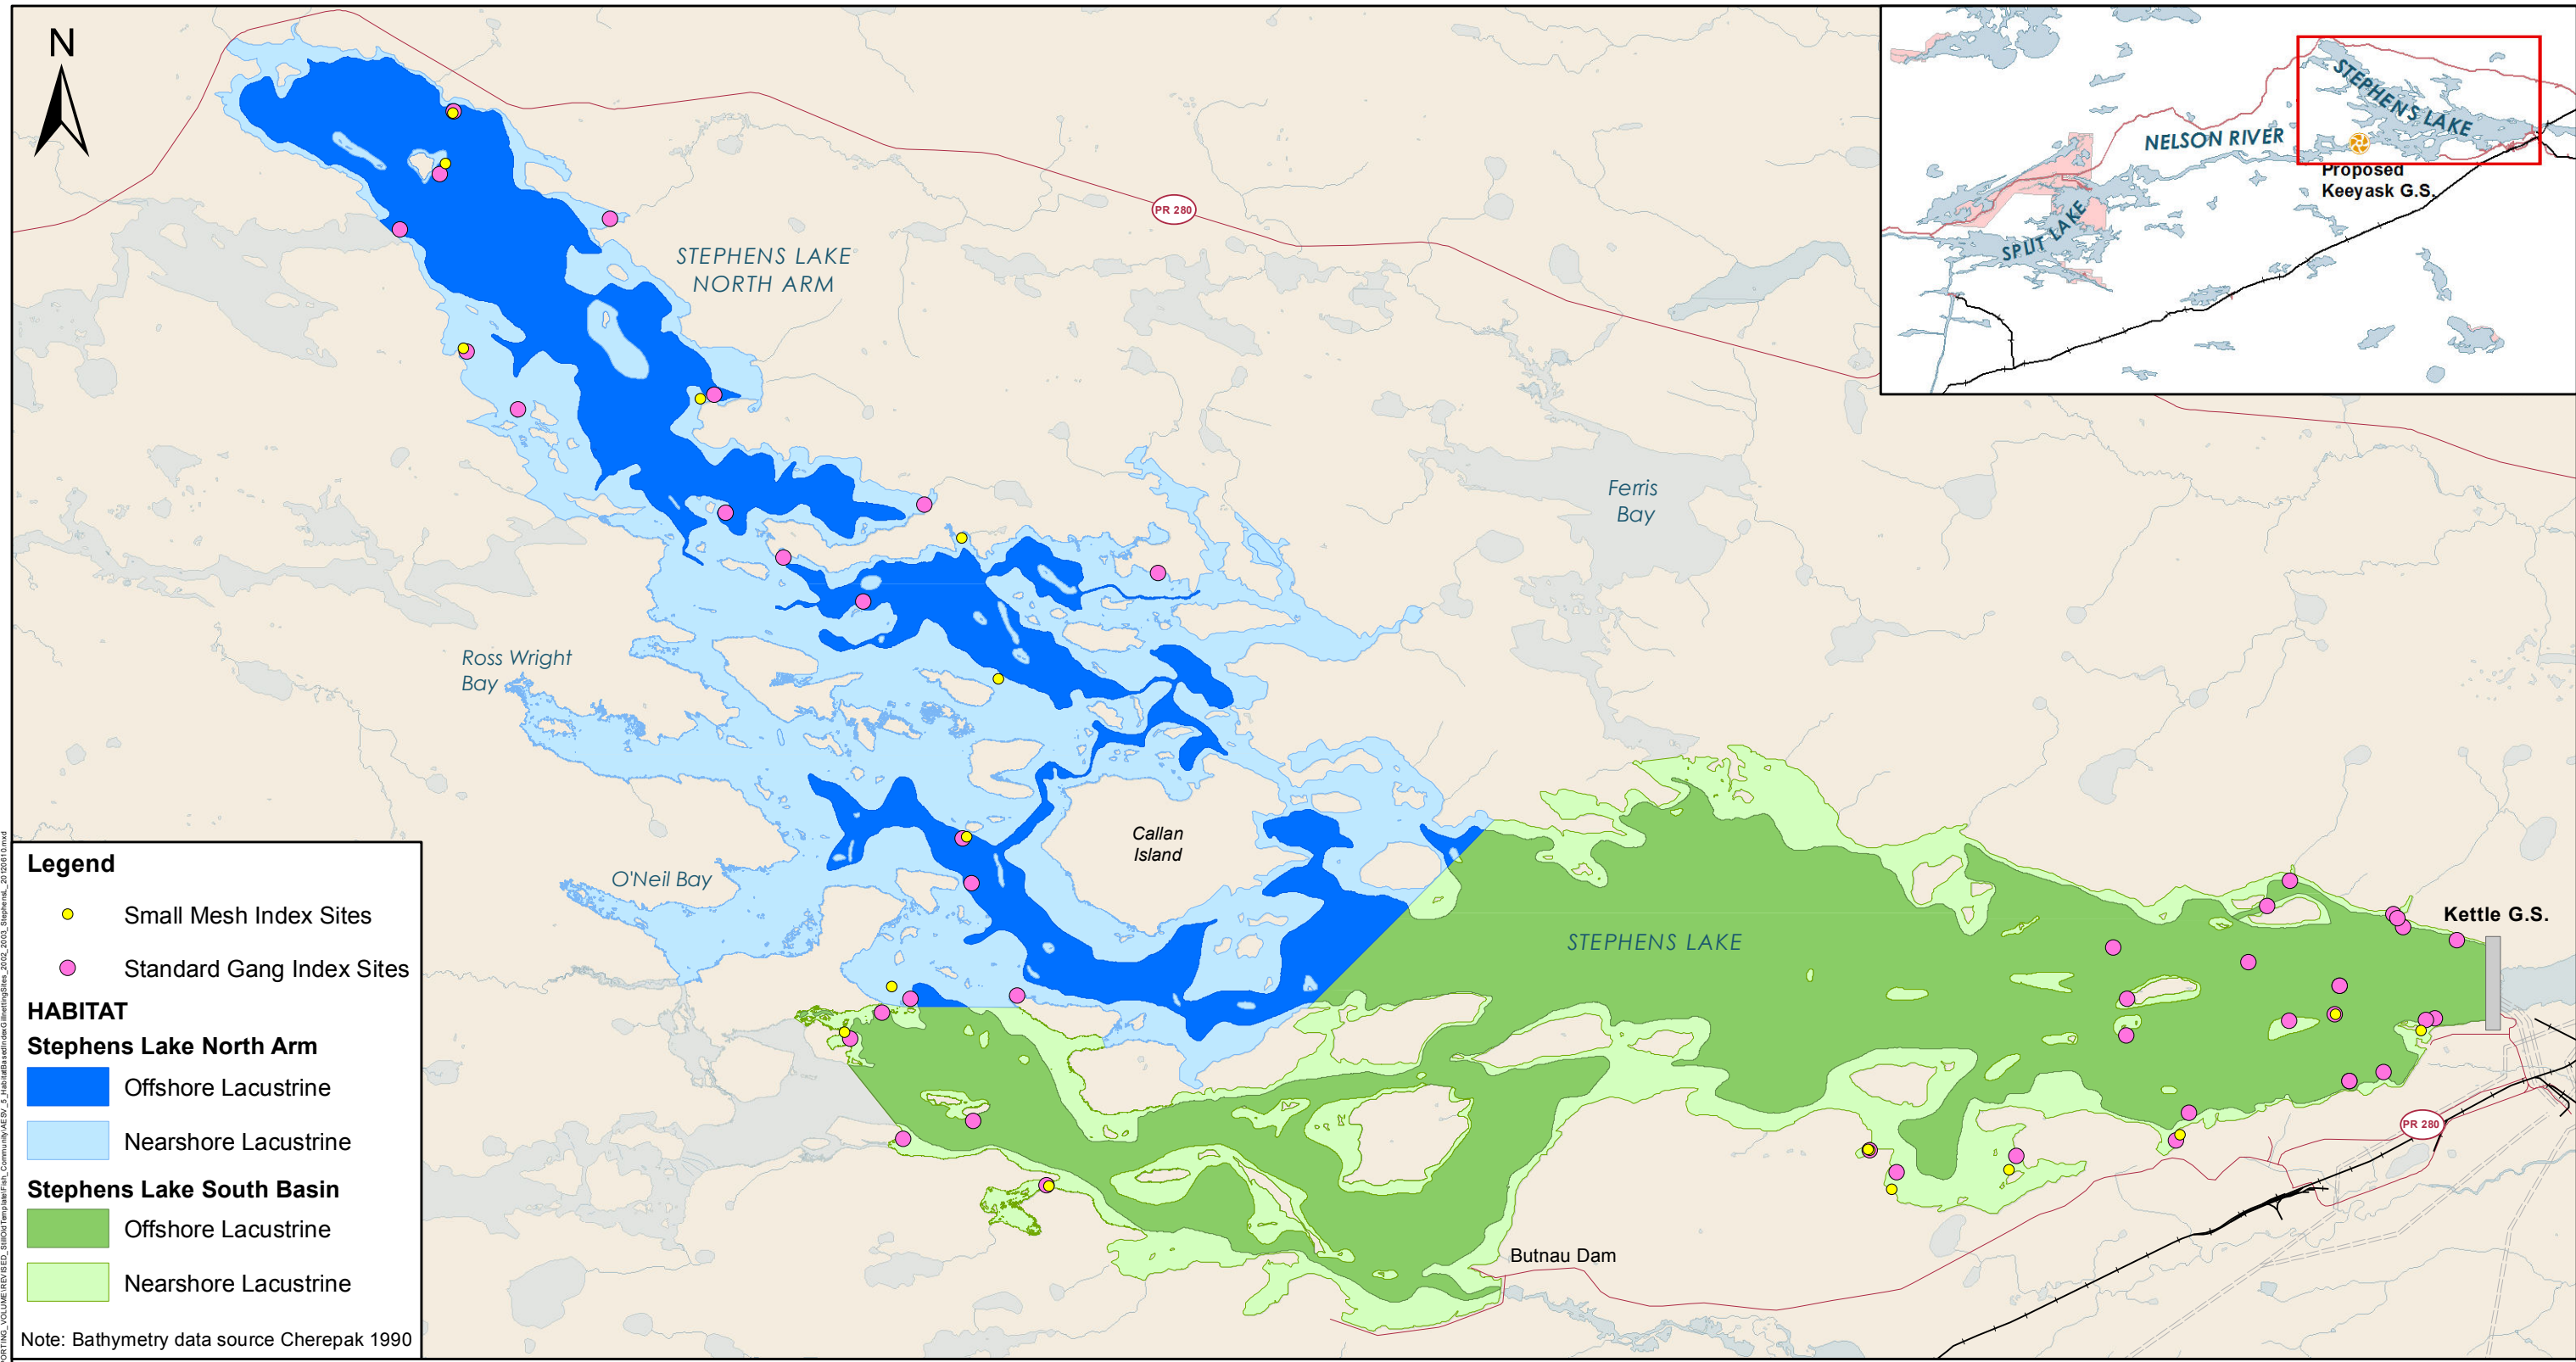 N
PR 280
STEPHENS LAKE
NORTH ARM
Ferris
Bay
Ross Wright
Bay
Callan
Island
O'Neil Bay
STEPHENS LAKE
Kettle G.S.
Butnau Dam
PR 280
STEPHENS LAKE
NELSON RIVER
SPLIT LAKE
Proposed
Keeyask G.S.
Legend
Small Mesh Index Sites
Standard Gang Index Sites
HABITAT
Stephens Lake North Arm
Offshore Lacustrine
Nearshore Lacustrine
Stephens Lake South Basin
Offshore Lacustrine
Nearshore Lacustrine
Note: Bathymetry data source Cherepak 1990